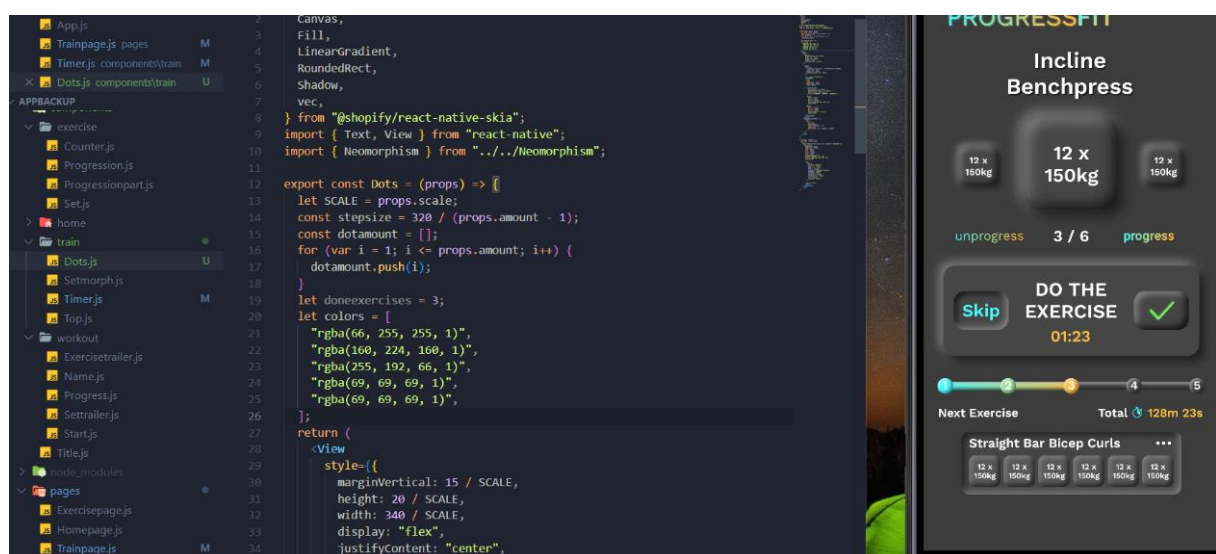 App.js
Trainpage.js pages M
Timer.js components\train M
Dots.js components\train U
APPBACKUP
components
exercise
Counter.js
Progression.js
Progressionpart.js
Set.js
home
train
Dots.js U
Setmorph.js
Timer.js M
Top.js
workout
Exercisetrailer.js
Name.js
Progress.js
Settrailer.js
Start.js
Title.js
node_modules
pages
Exercisepage.js
Homepage.js
Trainpage.js M
2 Canvas,
3 Fill,
4 LinearGradient,
5 RoundedRect,
6 Shadow,
7 vec,
8 } from "@shopify/react-native-skia";
9 import { Text, View } from "react-native";
10 import { Neomorphism } from "../../Neomorphism";
11
12 export const Dots = (props) => {
13 let SCALE = props.scale;
14 const stepsize = 320 / (props.amount - 1);
15 const dotamount = [];
16 for (var i = 1; i <= props.amount; i++) {
17 dotamount.push(i);
18 }
19 let doneexercises = 3;
20 let colors = [
21 "rgba(66, 255, 255, 1)",
22 "rgba(160, 224, 160, 1)",
23 "rgba(255, 192, 66, 1)",
24 "rgba(69, 69, 69, 1)",
25 "rgba(69, 69, 69, 1)",
26 ];
27 return (
28 <View
29 style={{
30 marginVertical: 15 / SCALE,
31 height: 20 / SCALE,
32 width: 340 / SCALE,
33 display: "flex",
34 justifyContent: "center",
PROGRESSFIT
Incline
Benchpress
12 x
150kg
12 x
150kg
12 x
150kg
unprogress 3 / 6 progress
Skip
DO THE
EXERCISE
01:23
1 2 3 4 5
Next Exercise Total 128m 23s
Straight Bar Bicep Curls ...
12 x 12 x 12 x 12 x 12 x 12 x
150kg 150kg 150kg 150kg 150kg 150kg